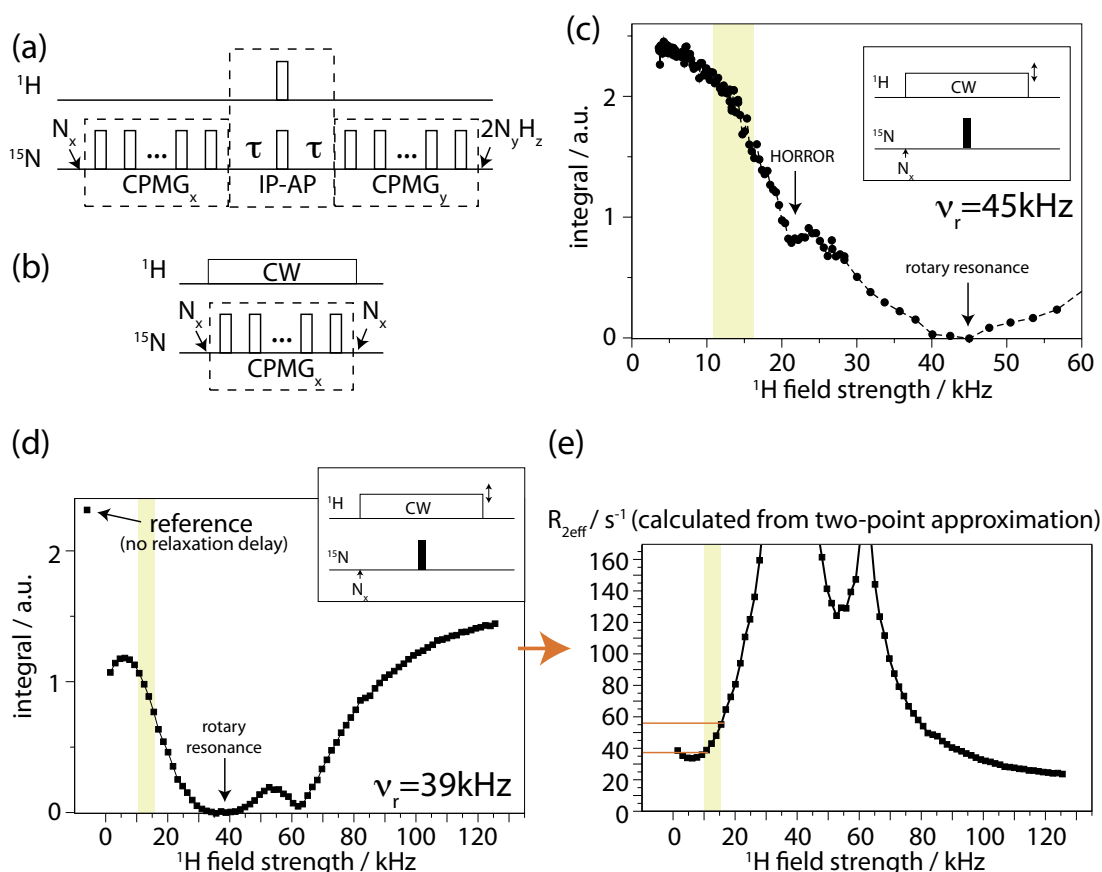 (a)
¹H
Nₓ
2NᵧH_z
¹⁵N
...
τ
τ
...
CPMGₓ
IP-AP
CPMGᵧ
(b)
¹H
CW
Nₓ
Nₓ
¹⁵N
...
CPMGₓ
(c)
integral / a.u.
2
1
0
HORROR
rotary resonance
¹H
CW
¹⁵N
Nₓ
νᵣ=45kHz
0
10
20
30
40
50
60
¹H field strength / kHz
(d)
integral / a.u.
2
1
0
reference
(no relaxation delay)
rotary
resonance
¹H
CW
¹⁵N
Nₓ
νᵣ=39kHz
0
20
40
60
80
100
120
¹H field strength / kHz
(e)
R₂eff / s⁻¹ (calculated from two-point approximation)
160
140
120
100
80
60
40
20
0
0
20
40
60
80
100
120
¹H field strength / kHz